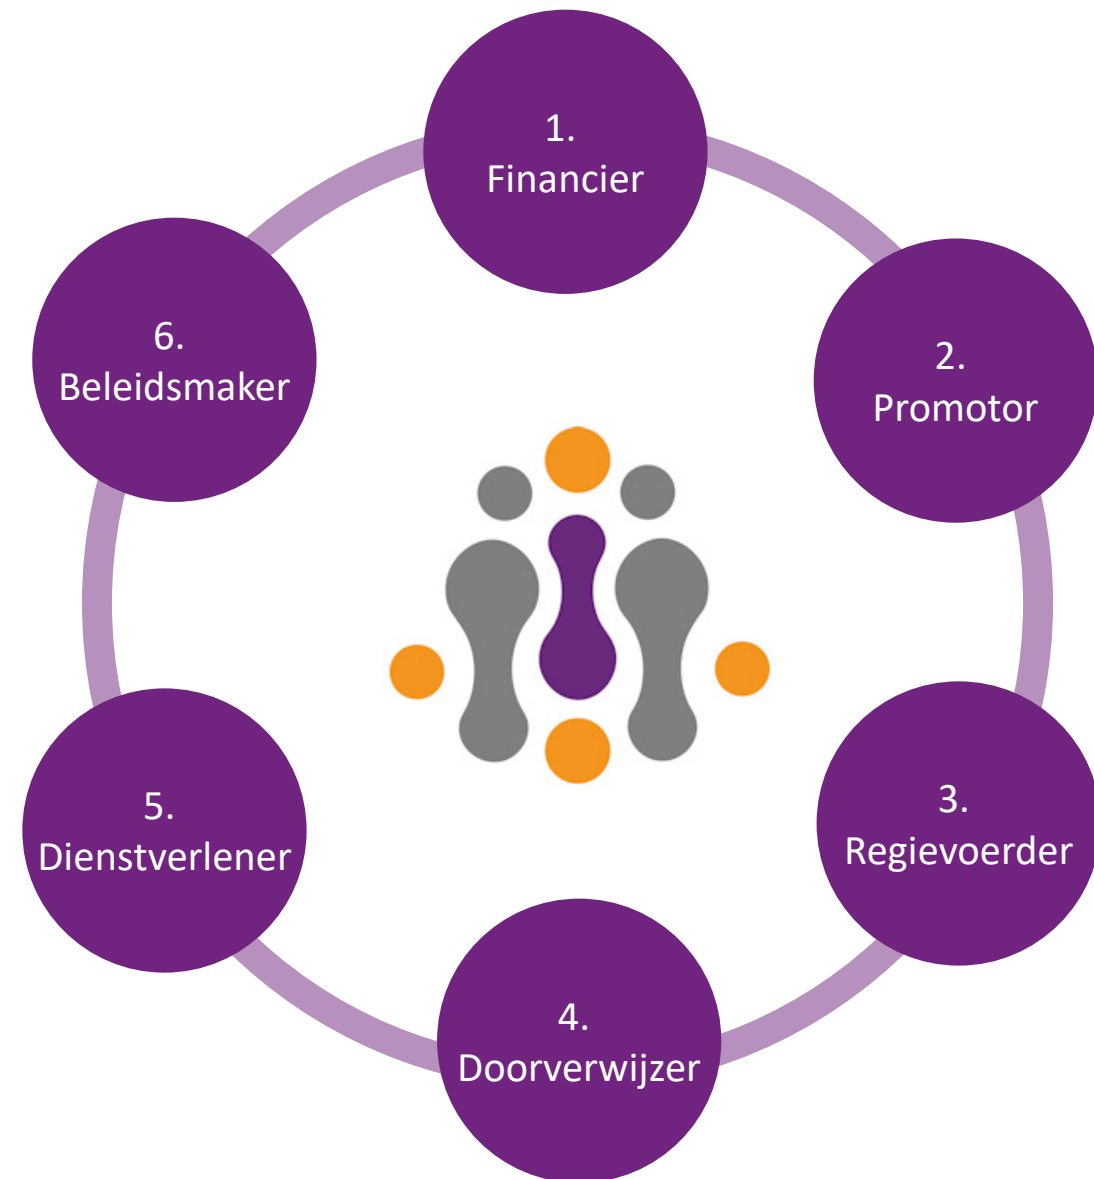 1.
Financier
2.
Promotor
3.
Regievoerder
4.
Doorverwijzer
5.
Dienstverlener
6.
Beleidsmaker